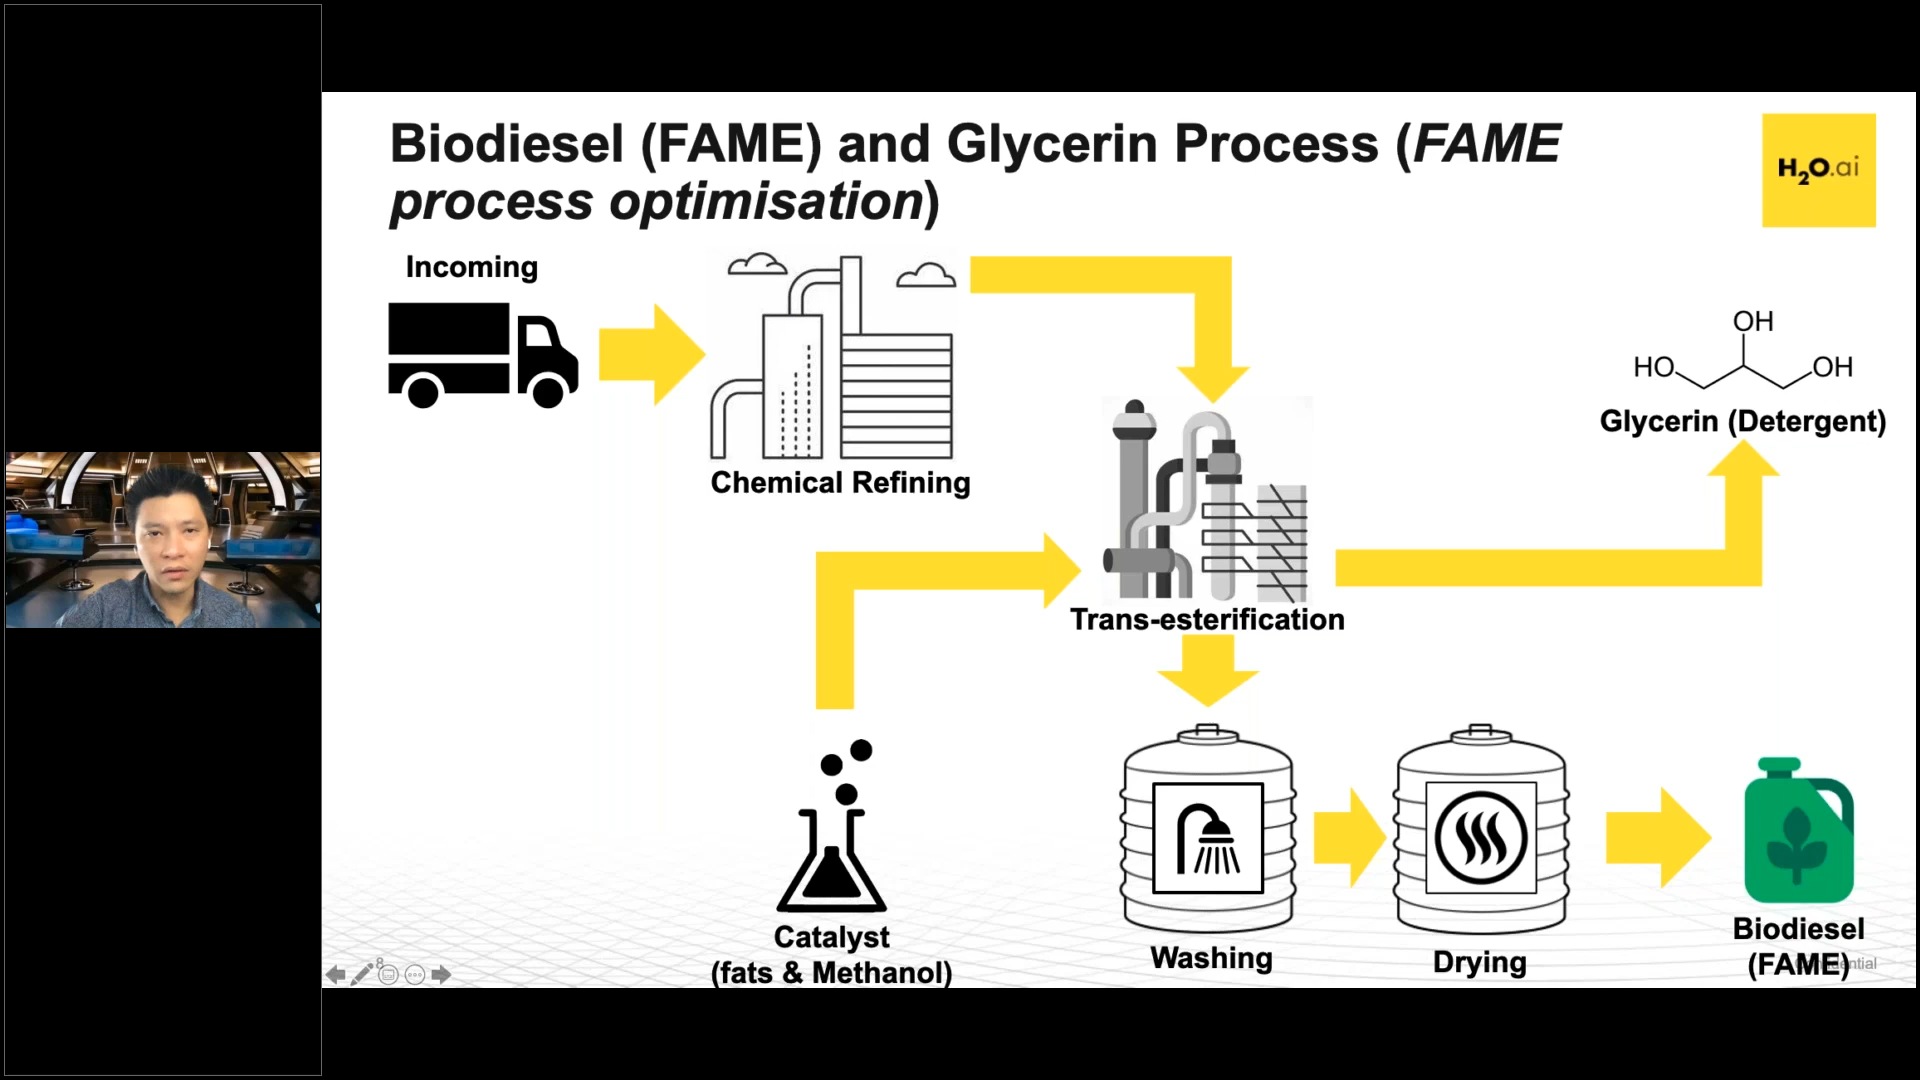 Biodiesel (FAME) and Glycerin Process (FAME
process optimisation)
H2O.ai
Incoming
Chemical Refining
OH
HO
OH
Glycerin (Detergent)
Trans-esterification
Catalyst
(fats & Methanol)
Washing
Drying
Biodiesel
(FAME)
8